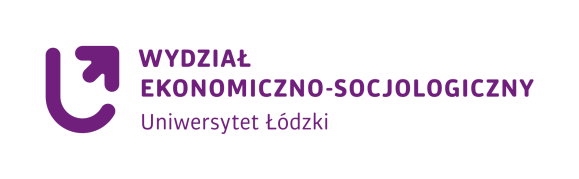 WYDZIAŁ
EKONOMICZNO-SOCJOLOGICZNY
Uniwersytet Łódzki